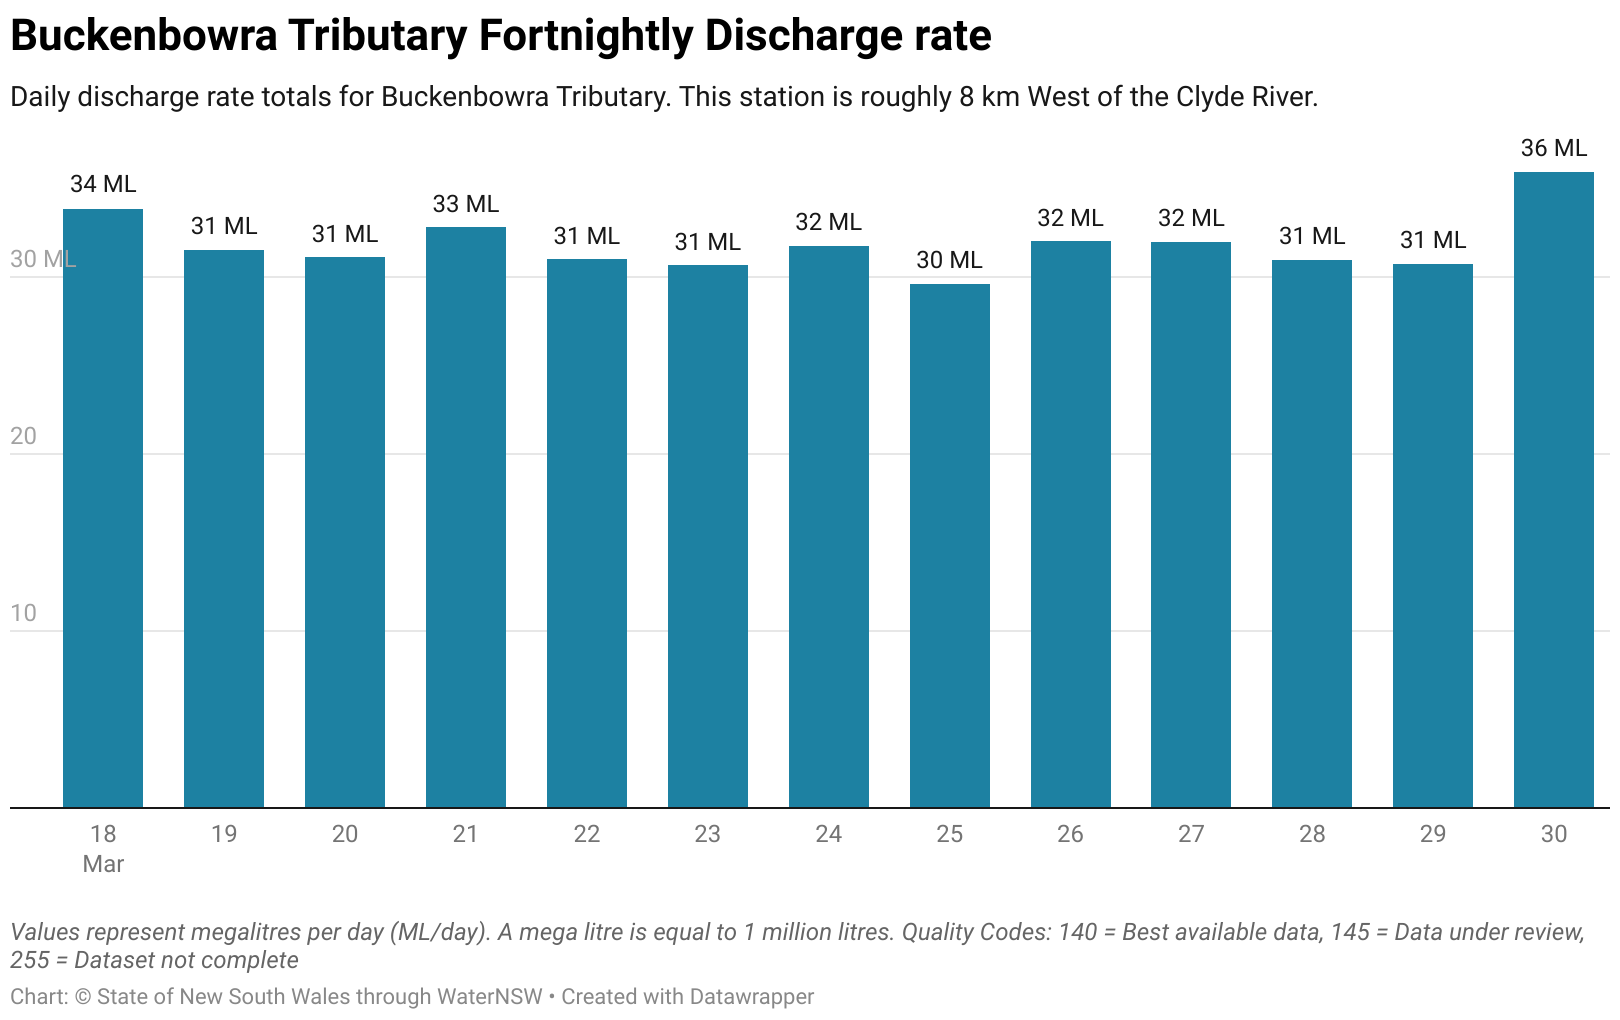 Buckenbowra Tributary Fortnightly Discharge rate
Daily discharge rate totals for Buckenbowra Tributary. This station is roughly 8 km West of the Clyde River.
36 ML
34 ML
33 ML
31 ML
31 ML
31 ML
31 ML
32 ML
30 ML
32 ML
32 ML
31 ML
31 ML
30 ML
20
10
18 19 20 21 22 23 24 25 26 27 28 29 30
Mar
Values represent megalitres per day (ML/day). A mega litre is equal to 1 million litres. Quality Codes: 140 = Best available data, 145 = Data under review,
255 = Dataset not complete
Chart: © State of New South Wales through WaterNSW • Created with Datawrapper